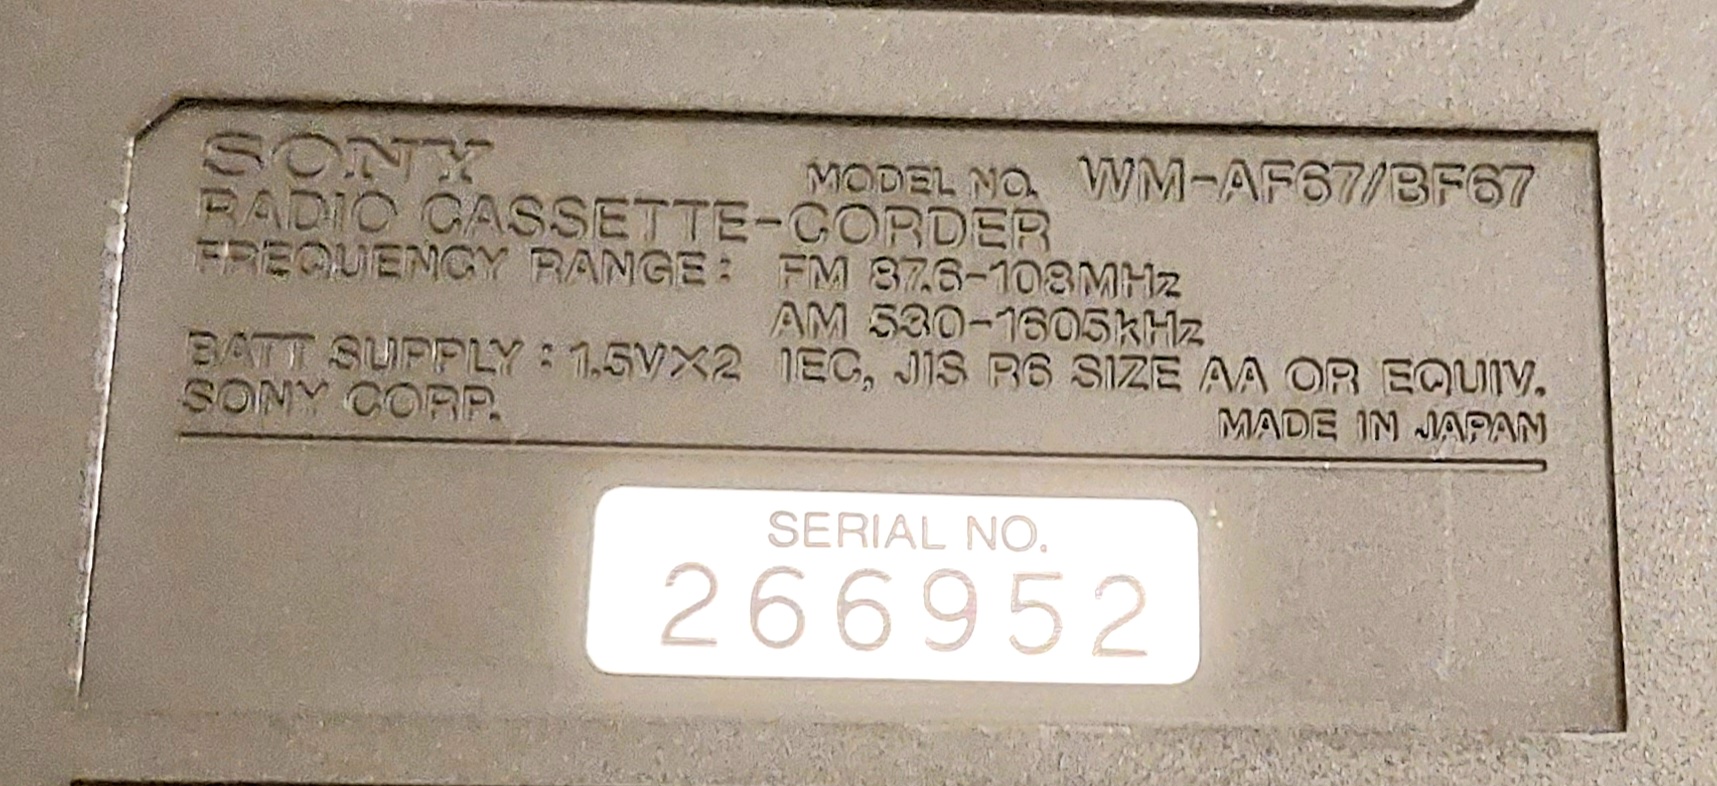 SONY
MODEL NO. WM-AF67/BF67
RADIO CASSETTE-CORDER
FREQUENCY RANGE: FM 87.6-108MHz
AM 530-1605kHz
BATT SUPPLY: 1.5V×2 IEC, JIS R6 SIZE AA OR EQUIV.
SONY CORP.
MADE IN JAPAN
SERIAL NO.
266952